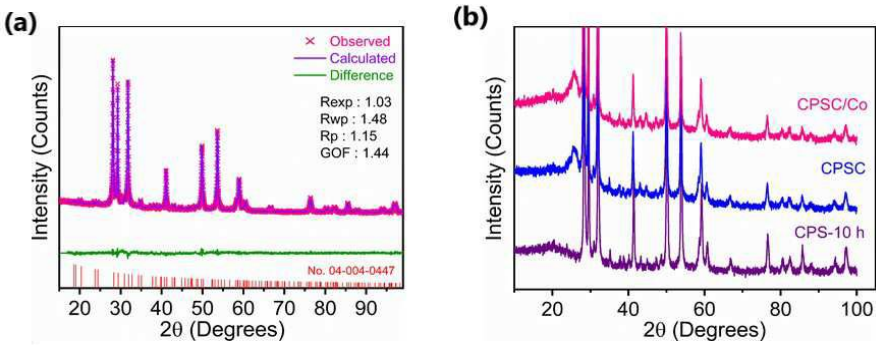 (a)
Intensity (Counts)
× Observed
Calculated
Difference
Rexp : 1.03
Rwp : 1.48
Rp : 1.15
GOF : 1.44
No. 04-004-0447
20 30 40 50 60 70 80 90
2θ (Degrees)
(b)
Intensity (Counts)
CPSC/Co
CPSC
CPS-10 h
20 40 60 80 100
2θ (Degrees)